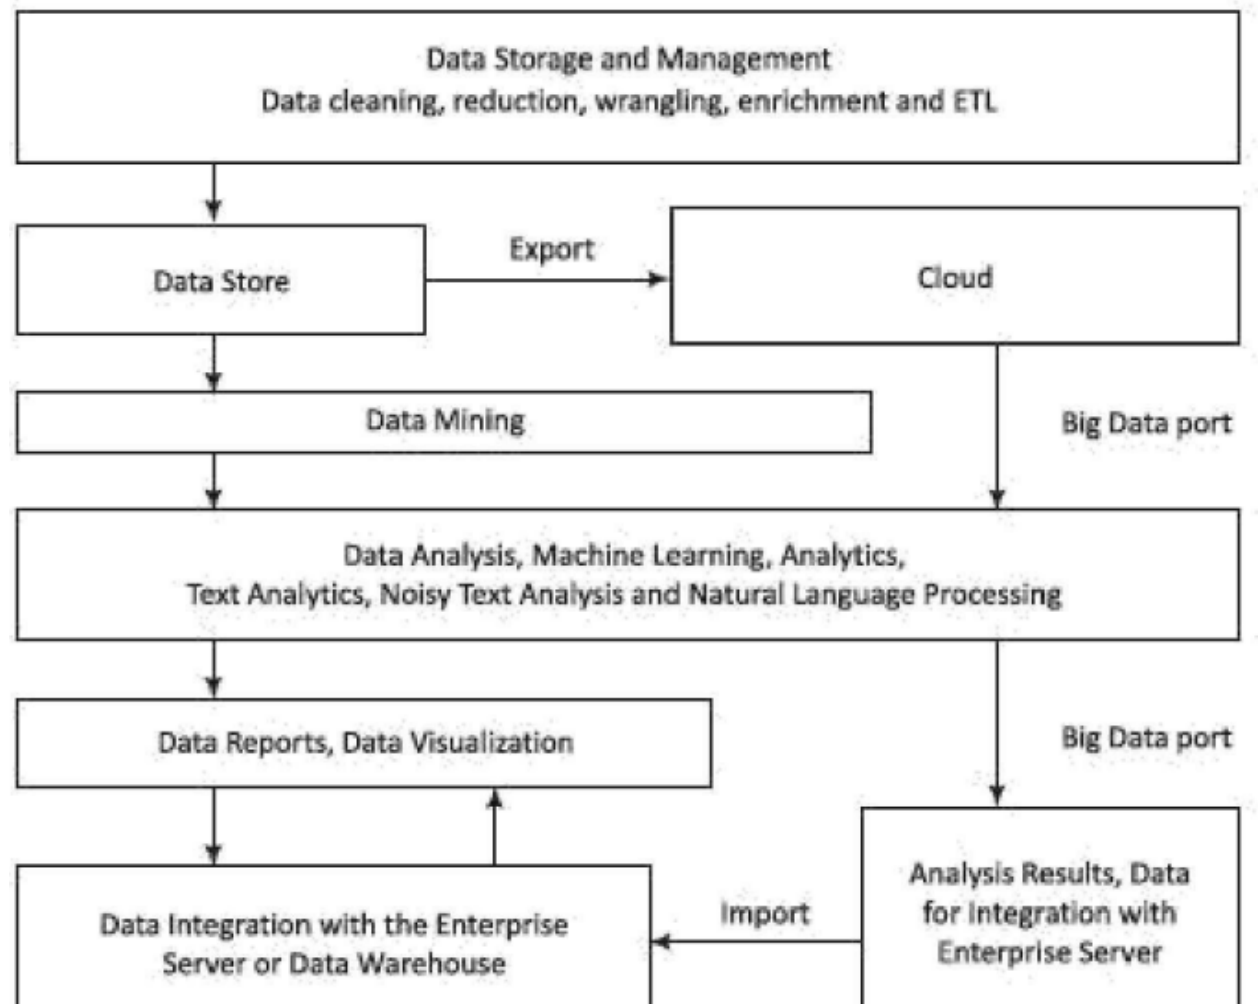 Data Storage and Management
Data cleaning, reduction, wrangling, enrichment and ETL
Data Store
Export
Cloud
Data Mining
Big Data port
Data Analysis, Machine Learning, Analytics,
Text Analytics, Noisy Text Analysis and Natural Language Processing
Data Reports, Data Visualization
Big Data port
Data Integration with the Enterprise
Server or Data Warehouse
Import
Analysis Results, Data
for Integration with
Enterprise Server